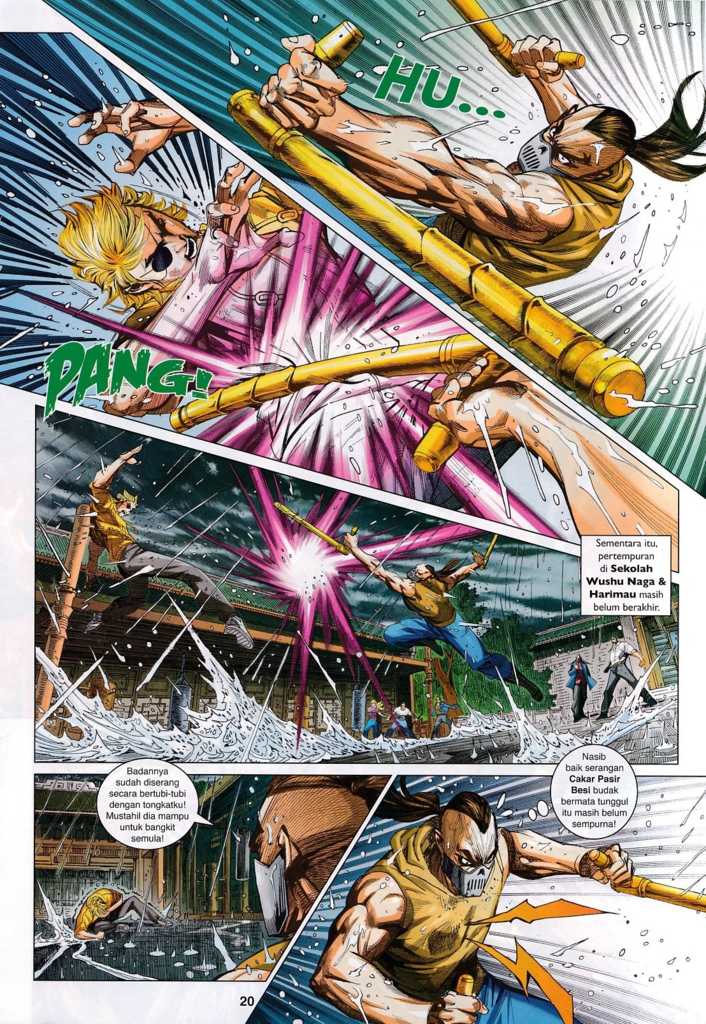 HU...
PANG!
Sementara itu,
pertempuran
di Sekolah
Wushu Naga &
Harimau masih
belum berakhir.
Badannya
sudah diserang
secara bertubi-tubi
dengan tongkatku!
Mustahil dia mampu
untuk bangkit
semula!
Nasib
baik serangan
Cakar Pasir
Besi budak
bermata tunggul
itu masih belum
sempurna!
20